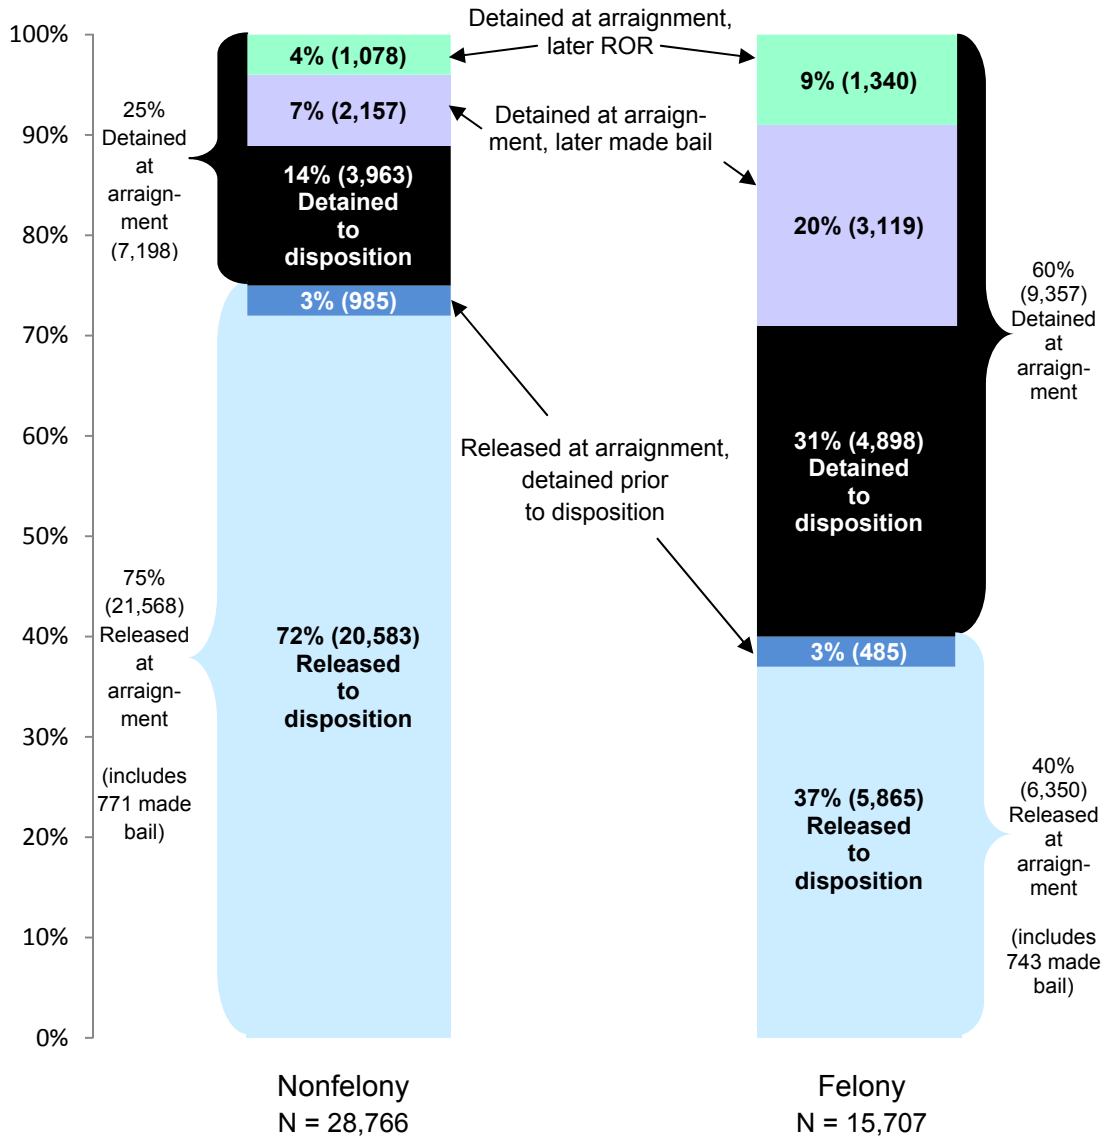 Detained at arraignment,
later ROR
100%
90%
80%
70%
60%
50%
40%
30%
20%
10%
0%
25%
Detained
at
arraign-
ment
(7,198)
75%
(21,568)
Released
at
arraign-
ment
(includes
771 made
bail)
4% (1,078)
7% (2,157)
14% (3,963)
Detained
to
disposition
3% (985)
72% (20,583)
Released
to
disposition
Detained at arraign-
ment, later made bail
Released at arraignment,
detained prior
to disposition
9% (1,340)
20% (3,119)
31% (4,898)
Detained
to
disposition
3% (485)
37% (5,865)
Released
to
disposition
60%
(9,357)
Detained
at
arraign-
ment
40%
(6,350)
Released
at
arraign-
ment
(includes
743 made
bail)
Nonfelony
N = 28,766
Felony
N = 15,707